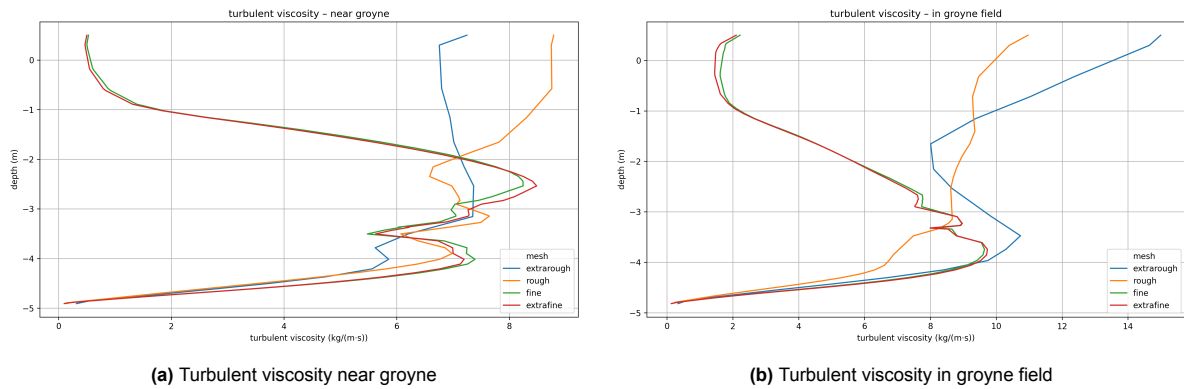 turbulent viscosity – near groyne
depth (m)
0
−1
−2
−3
−4
−5
0 2 4 6 8
turbulent viscosity (kg/(m·s))
mesh
extrarough
rough
fine
extrafine
(a) Turbulent viscosity near groyne
turbulent viscosity – in groyne field
depth (m)
0
−1
−2
−3
−4
−5
0 2 4 6 8 10 12 14
turbulent viscosity (kg/(m·s))
mesh
extrarough
rough
fine
extrafine
(b) Turbulent viscosity in groyne field